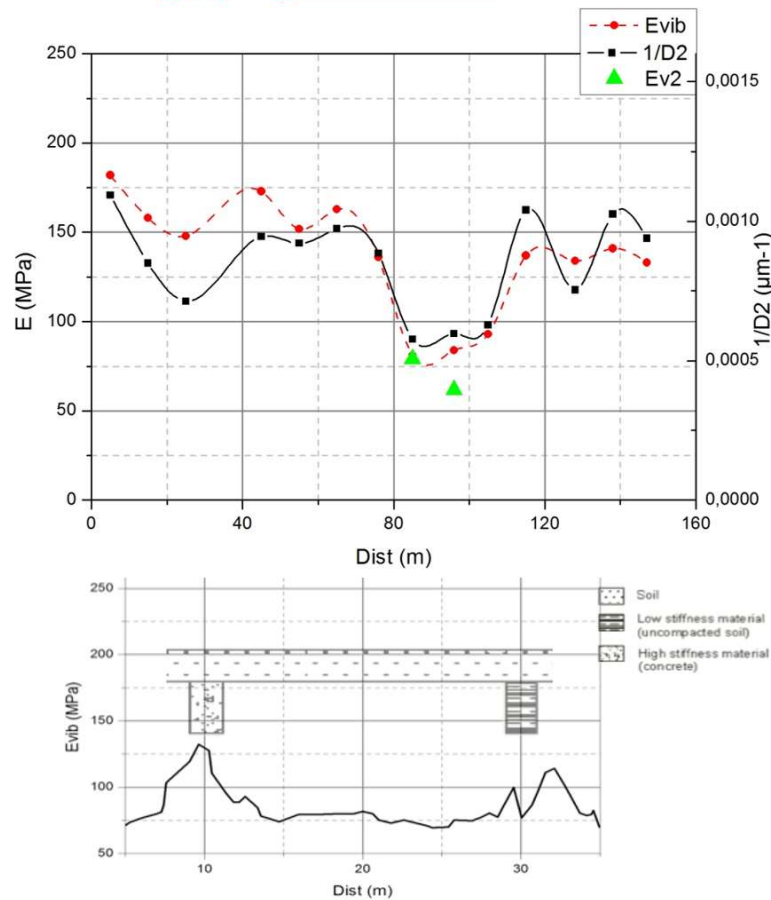 Evib
1/D2
Ev2
250
200
150
100
50
0
E (MPa)
0,0015
0,0010
0,0005
0,0000
1/D2 (µm-1)
0 40 80 120 160
Dist (m)
250
200
150
100
50
Evib (MPa)
10 20 30
Dist (m)
Soil
Low stiffness material
(uncompacted soil)
High stiffness material
(concrete)